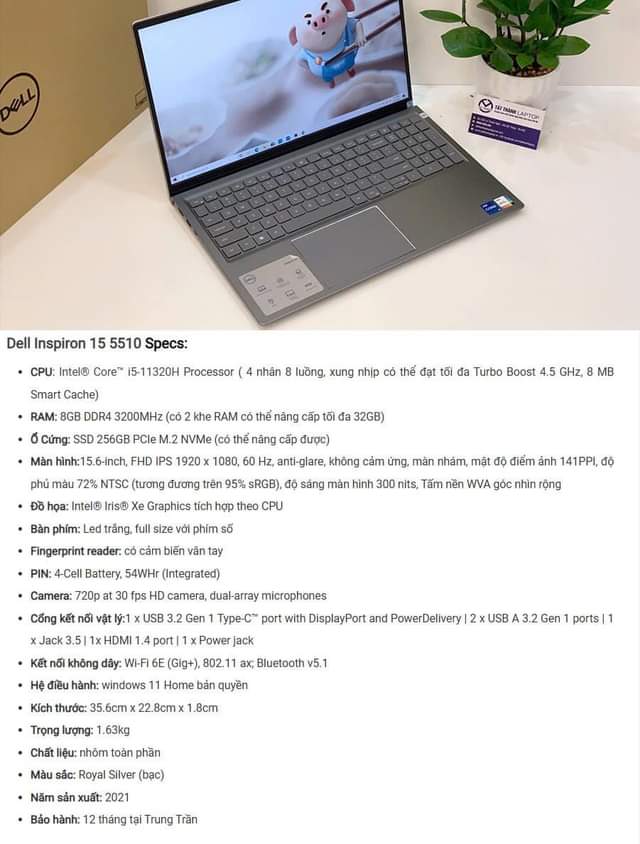 DELL
TẤT THÀNH LAPTOP
DELL
Dell Inspiron 15 5510 Specs:
• CPU: Intel® Core™ i5-11320H Processor ( 4 nhân 8 luồng, xung nhịp có thể đạt tối đa Turbo Boost 4.5 GHz, 8 MB
Smart Cache)
• RAM: 8GB DDR4 3200MHz (có 2 khe RAM có thể nâng cấp tối đa 32GB)
• Ổ Cứng: SSD 256GB PCIe M.2 NVMe (có thể nâng cấp được)
• Màn hình:15.6-inch, FHD IPS 1920 x 1080, 60 Hz, anti-glare, không cảm ứng, màn nhám, mật độ điểm ảnh 141PPI, độ
phủ màu 72% NTSC (tương đương trên 95% sRGB), độ sáng màn hình 300 nits, Tấm nền WVA góc nhìn rộng
• Đồ họa: Intel® Iris® Xe Graphics tích hợp theo CPU
• Bàn phím: Led trắng, full size với phím số
• Fingerprint reader: có cảm biến vân tay
• PIN: 4-Cell Battery, 54WHr (Integrated)
• Camera: 720p at 30 fps HD camera, dual-array microphones
• Cổng kết nối vật lý:1 x USB 3.2 Gen 1 Type-C™ port with DisplayPort and PowerDelivery | 2 x USB A 3.2 Gen 1 ports | 1
x Jack 3.5 | 1x HDMI 1.4 port | 1 x Power jack
• Kết nối không dây: Wi-Fi 6E (Gig+), 802.11 ax; Bluetooth v5.1
• Hệ điều hành: windows 11 Home bản quyền
• Kích thước: 35.6cm x 22.8cm x 1.8cm
• Trọng lượng: 1.63kg
• Chất liệu: nhôm toàn phần
• Màu sắc: Royal Silver (bạc)
• Năm sản xuất: 2021
• Bảo hành: 12 tháng tại Trung Trần